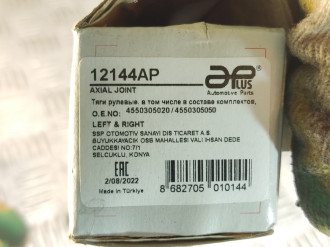 12144AP
APLUS
Automotive Parts
AXIAL JOINT
Тяги рулевые, в том числе в составе комплектов,
O.E.NO: 4550305020 / 4550305050
LEFT & RIGHT
SSP OTOMOTIV SANAVI DIS TICARET A.S.
BUYUKKAYACIK OSB MAHALLESI VALI IHSAN DEDE
CADDESI NO:7/1
SELCUKLU, KONYA
EAC
2/08/2022
Made in Türkiye
8 682705 010144